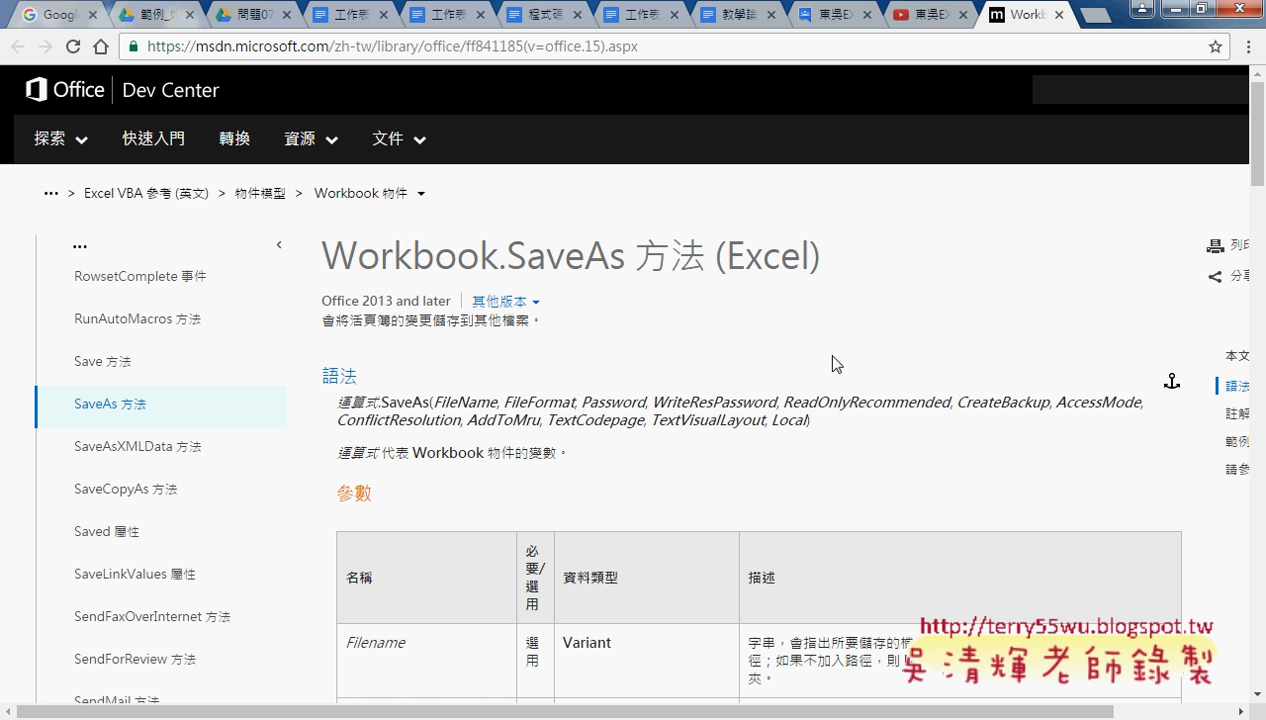 Google
範例_如
問題07
工作表
工作表
程式碼
工作表
教學論
東吳EX
東吳EX
Workb
https://msdn.microsoft.com/zh-tw/library/office/ff841185(v=office.15).aspx
Office Dev Center
探索 快速入門 轉換 資源 文件
••• > Excel VBA 參考 (英文) > 物件模型 > Workbook 物件
•••
RowsetComplete 事件
RunAutoMacros 方法
Save 方法
SaveAs 方法
SaveAsXMLData 方法
SaveCopyAs 方法
Saved 屬性
SaveLinkValues 屬性
SendFaxOverInternet 方法
SendForReview 方法
SendMail 方法
Workbook.SaveAs 方法 (Excel)
Office 2013 and later 其他版本
會將活頁簿的變更儲存到其他檔案。
語法
運算式.SaveAs(FileName, FileFormat, Password, WriteResPassword, ReadOnlyRecommended, CreateBackup, AccessMode,
ConflictResolution, AddToMru, TextCodepage, TextVisualLayout, Local)
運算式 代表 Workbook 物件的變數。
參數
名稱 必要/選用 資料類型 描述
Filename 選用 Variant 字串，會指出所要儲存的檔
徑；如果不加入路徑，則
夾。
列印
分享
本文
語法
註解
範例
請參
http://terry55wu.blogspot.tw
吳清輝老師錄製